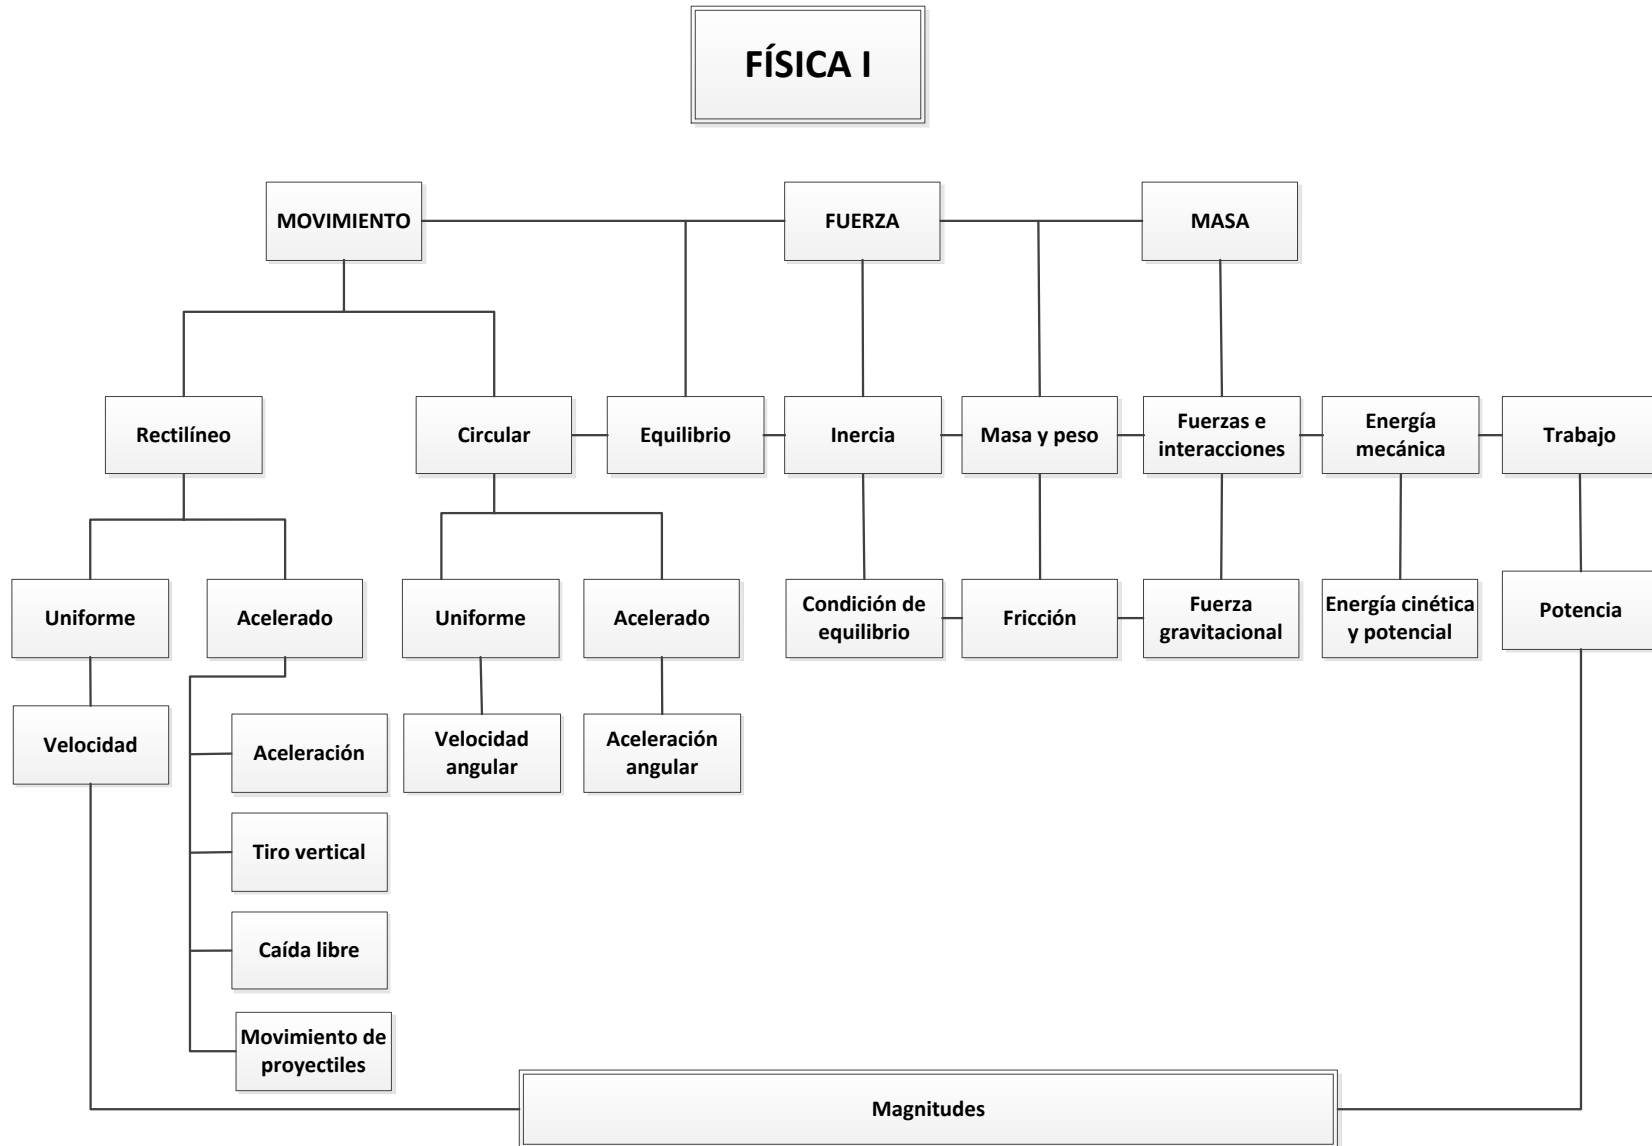 FÍSICA I
MOVIMIENTO
FUERZA
MASA
Rectilíneo
Circular
Equilibrio
Inercia
Masa y peso
Fuerzas e
interacciones
Energía
mecánica
Trabajo
Uniforme
Acelerado
Uniforme
Acelerado
Condición de
equilibrio
Fricción
Fuerza
gravitacional
Energía cinética
y potencial
Potencia
Velocidad
Aceleración
Velocidad
angular
Aceleración
angular
Tiro vertical
Caída libre
Movimiento de
proyectiles
Magnitudes